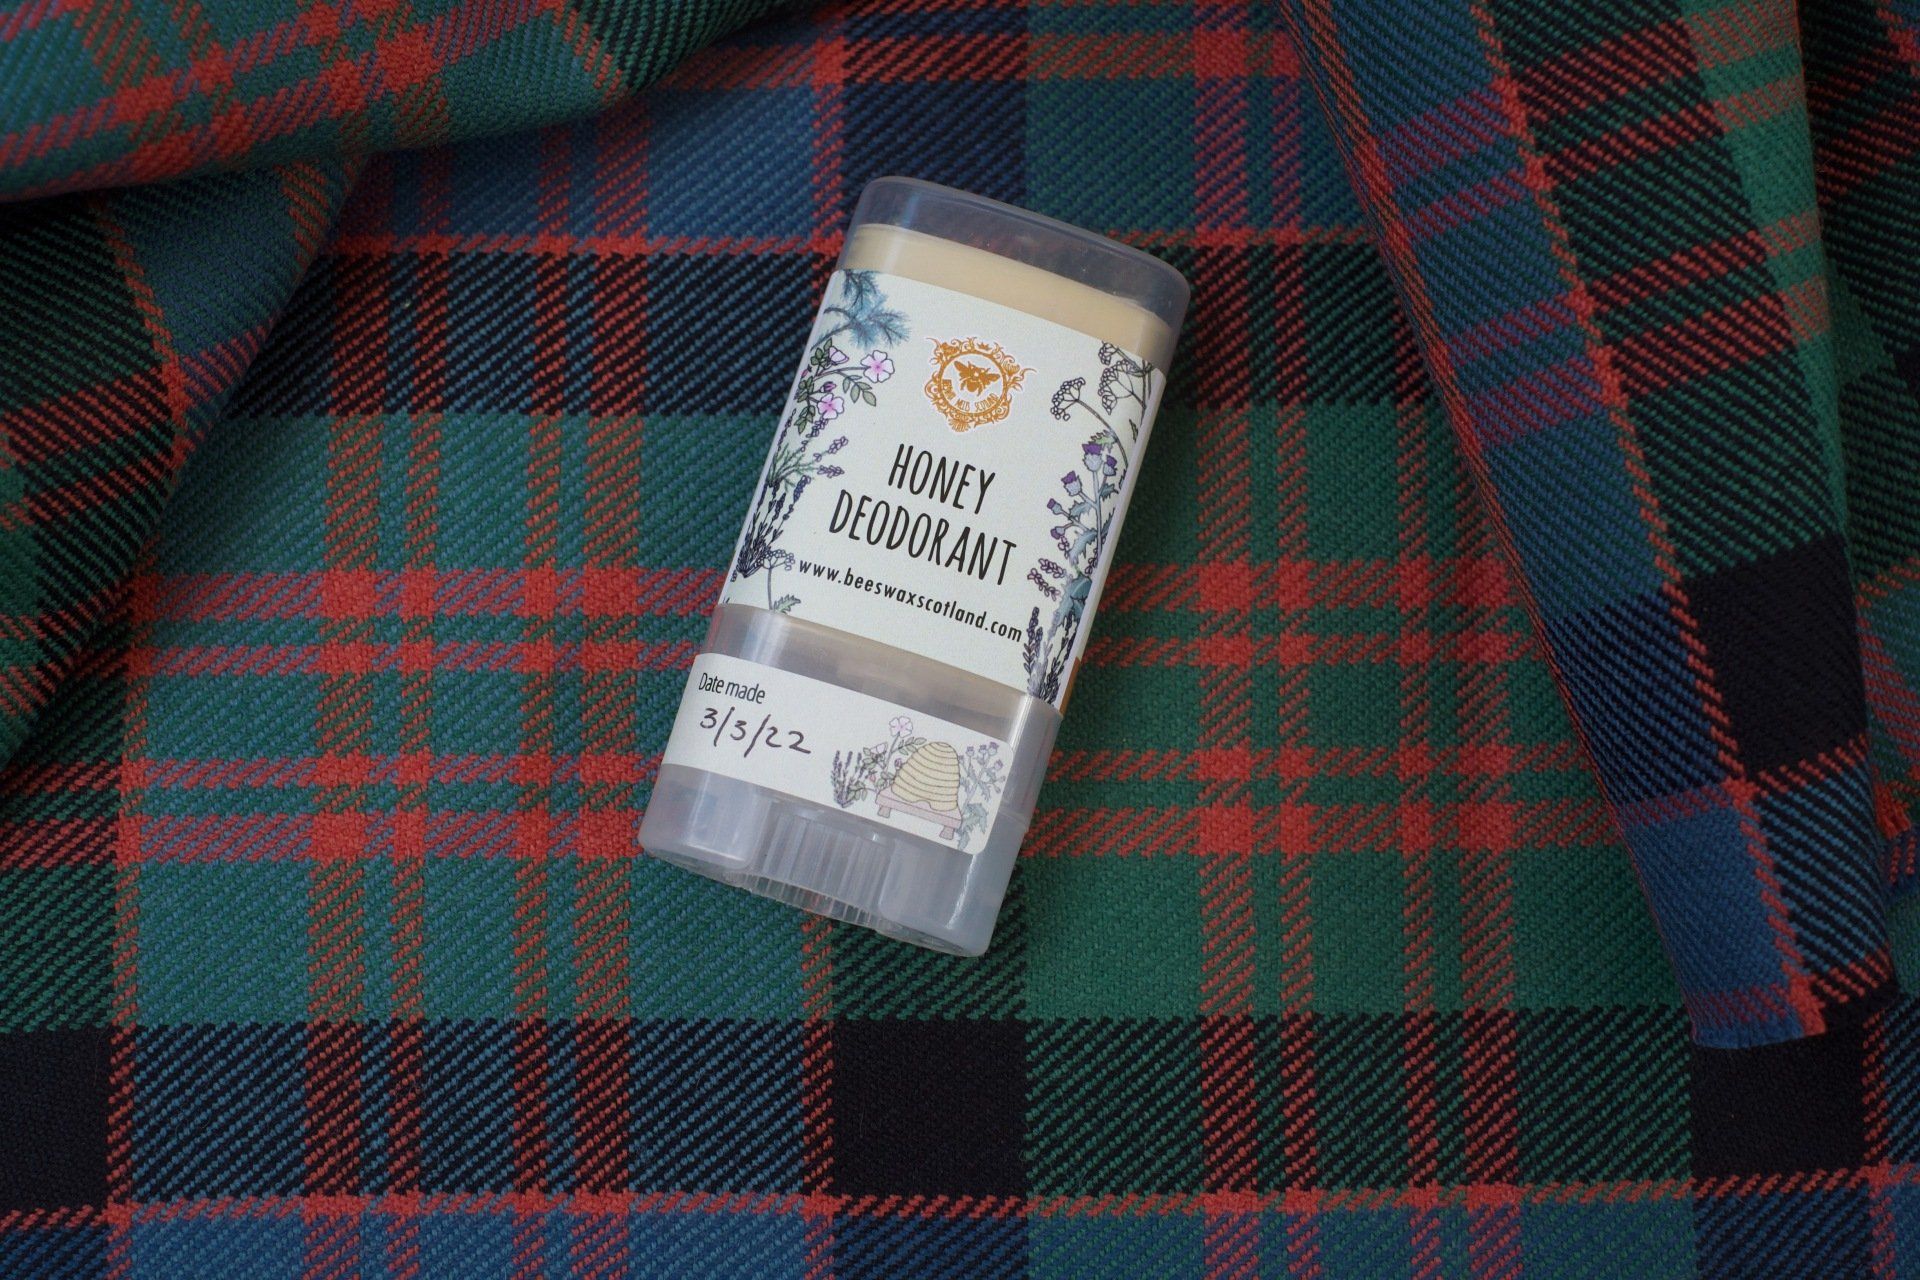 HONEY
DEODORANT
www.beeswaxscotland.com
Date made
3/3/22